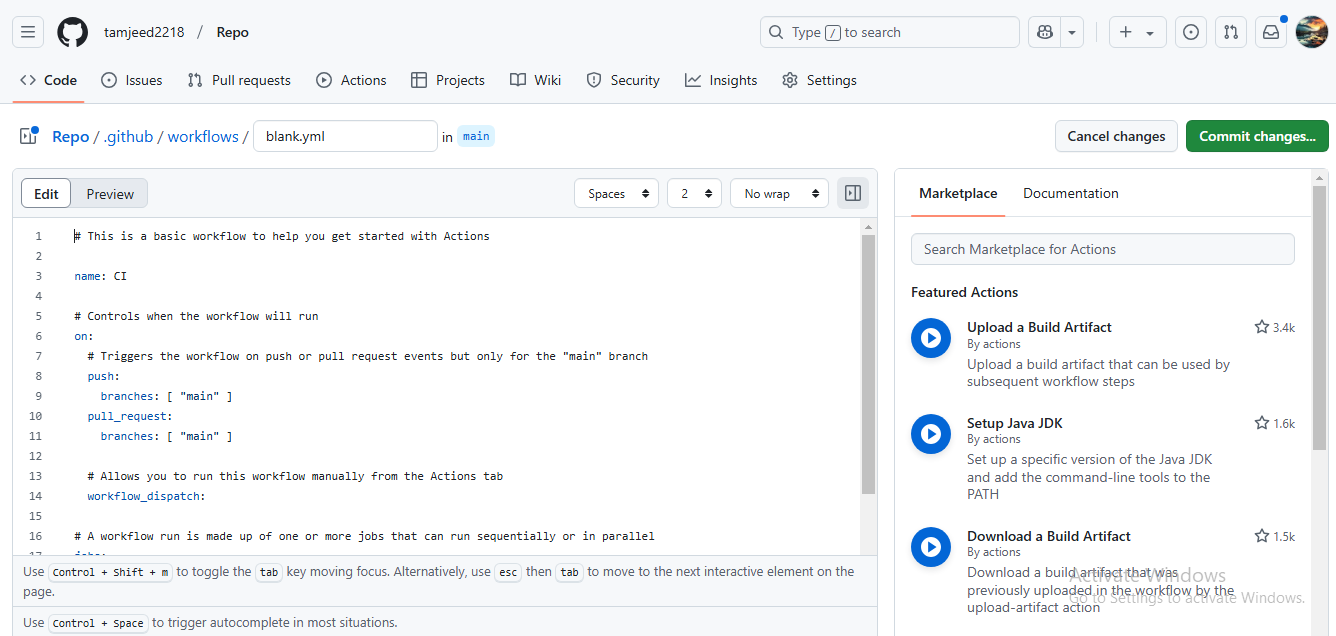 tamjeed2218 / Repo
Type / to search
Code Issues Pull requests Actions Projects Wiki Security Insights Settings
Repo / .github / workflows / blank.yml in main
Cancel changes Commit changes...
Edit Preview
Spaces 2 No wrap
1 # This is a basic workflow to help you get started with Actions
2
3 name: CI
4
5 # Controls when the workflow will run
6 on:
7 # Triggers the workflow on push or pull request events but only for the "main" branch
8 push:
9 branches: [ "main" ]
10 pull_request:
11 branches: [ "main" ]
12
13 # Allows you to run this workflow manually from the Actions tab
14 workflow_dispatch:
15
16 # A workflow run is made up of one or more jobs that can run sequentially or in parallel
17 jobs:
Use Control + Shift + m to toggle the tab key moving focus. Alternatively, use esc then tab to move to the next interactive element on the
page.
Use Control + Space to trigger autocomplete in most situations.
Marketplace Documentation
Search Marketplace for Actions
Featured Actions
Upload a Build Artifact 3.4k
By actions
Upload a build artifact that can be used by
subsequent workflow steps
Setup Java JDK 1.6k
By actions
Set up a specific version of the Java JDK
and add the command-line tools to the
PATH
Download a Build Artifact 1.5k
By actions
Download a build artifact that was
previously uploaded in the workflow by the
upload-artifact action
Activate Windows
Go to Settings to activate Windows.